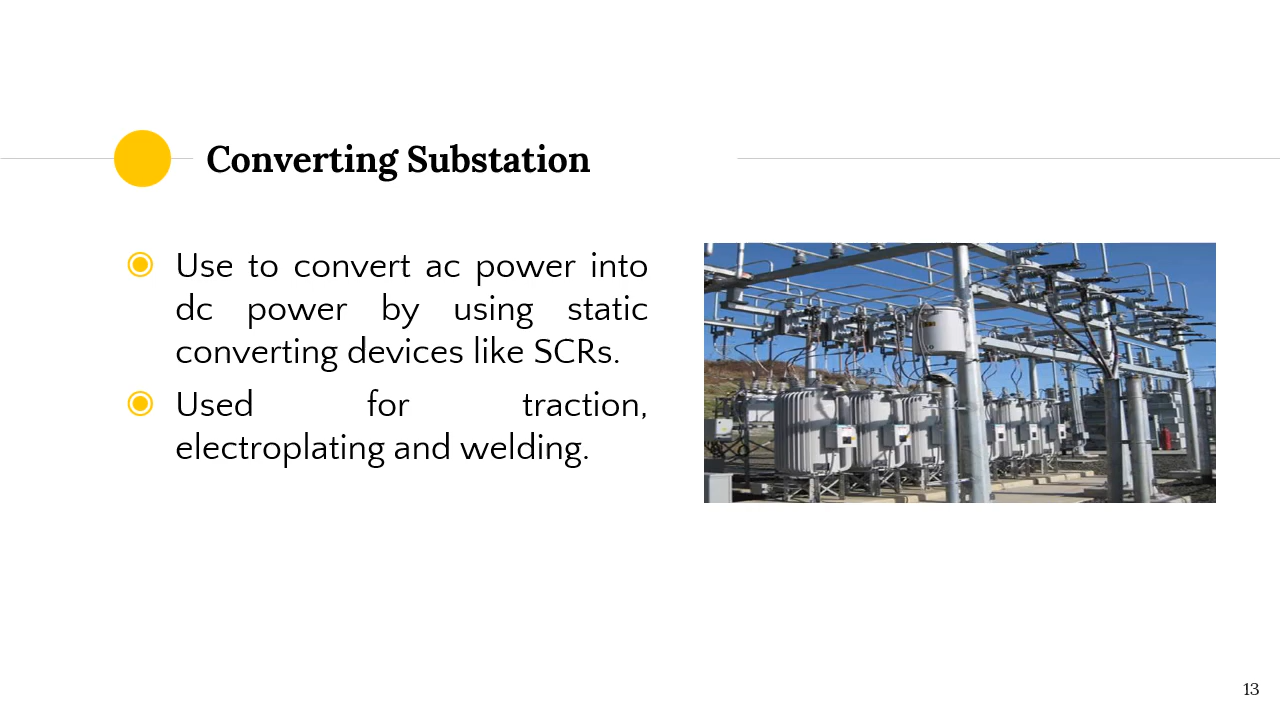 Converting Substation
Use to convert ac power into
dc power by using static
converting devices like SCRs.
Used for traction,
electroplating and welding.
13